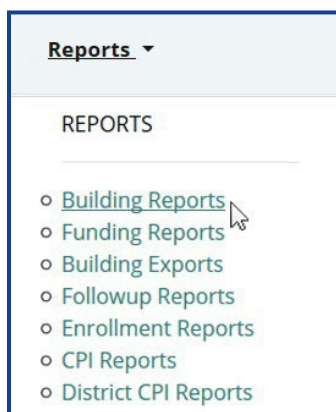 Reports
REPORTS
Building Reports
Funding Reports
Building Exports
Followup Reports
Enrollment Reports
CPI Reports
District CPI Reports